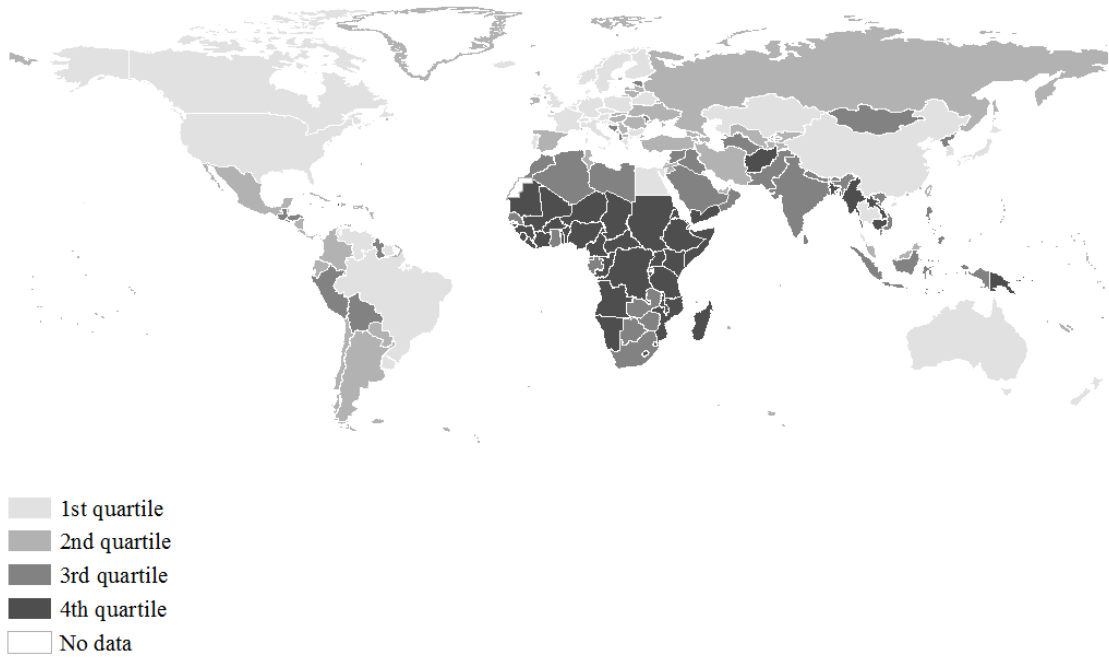 1st quartile
2nd quartile
3rd quartile
4th quartile
No data